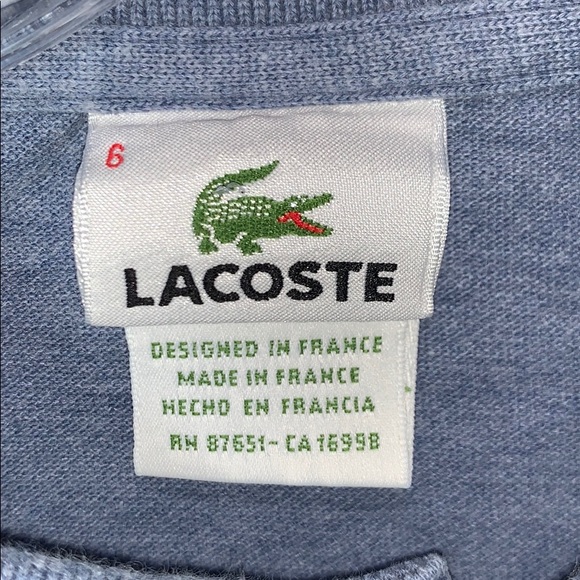 6
LACOSTE
DESIGNED IN FRANCE
MADE IN FRANCE
HECHO EN FRANCIA
RN 87651-CA 16998